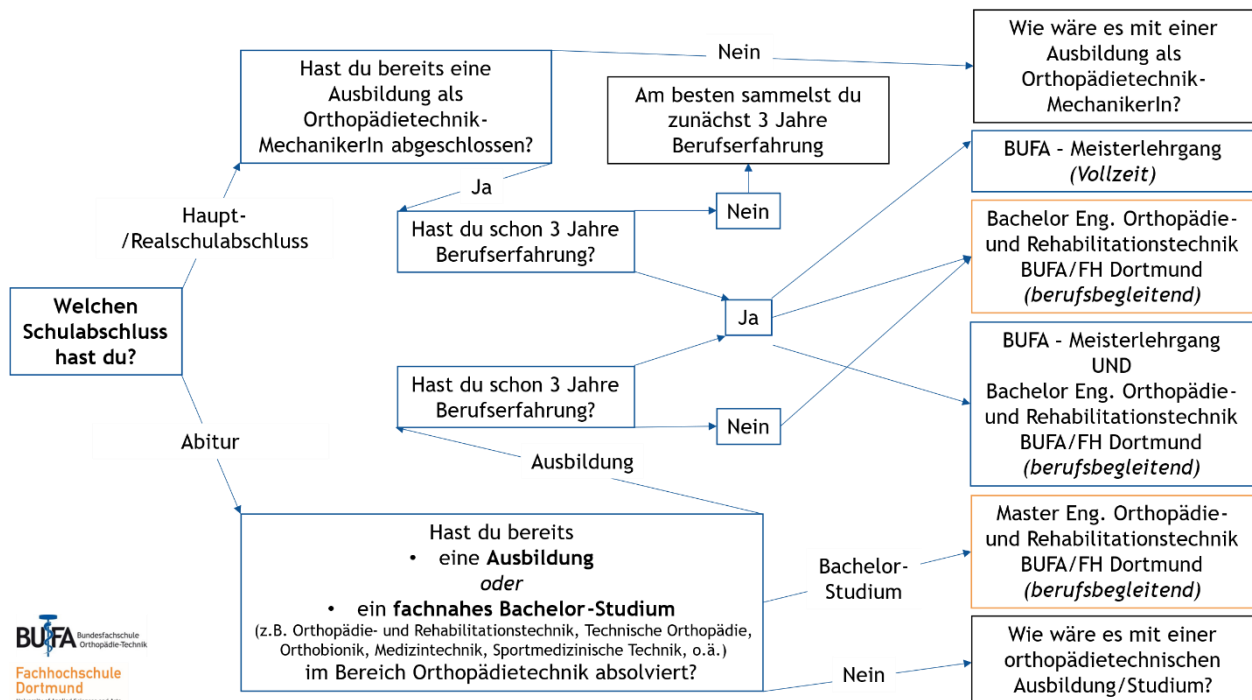 Nein
Wie wäre es mit einer
Ausbildung als
Orthopädietechnik-
MechanikerIn?
Hast du bereits eine
Ausbildung als
Orthopädietechnik-
MechanikerIn abgeschlossen?
Am besten sammelst du
zunächst 3 Jahre
Berufserfahrung
BUFA - Meisterlehrgang
(Vollzeit)
Ja
Nein
Haupt-
/Realschulabschluss
Hast du schon 3 Jahre
Berufserfahrung?
Bachelor Eng. Orthopädie-
und Rehabilitationstechnik
BUFA/FH Dortmund
(berufsbegleitend)
Welchen
Schulabschluss
hast du?
Ja
BUFA - Meisterlehrgang
UND
Bachelor Eng. Orthopädie-
und Rehabilitationstechnik
BUFA/FH Dortmund
(berufsbegleitend)
Hast du schon 3 Jahre
Berufserfahrung?
Nein
Abitur
Ausbildung
Hast du bereits
• eine Ausbildung
oder
• ein fachnahes Bachelor-Studium
(z.B. Orthopädie- und Rehabilitationstechnik, Technische Orthopädie,
Orthobionik, Medizintechnik, Sportmedizinische Technik, o.ä.)
im Bereich Orthopädietechnik absolviert?
Bachelor-
Studium
Master Eng. Orthopädie-
und Rehabilitationstechnik
BUFA/FH Dortmund
(berufsbegleitend)
Nein
Wie wäre es mit einer
orthopädietechnischen
Ausbildung/Studium?
BUFA
Bundesfachschule
Orthopädie-Technik
Fachhochschule
Dortmund